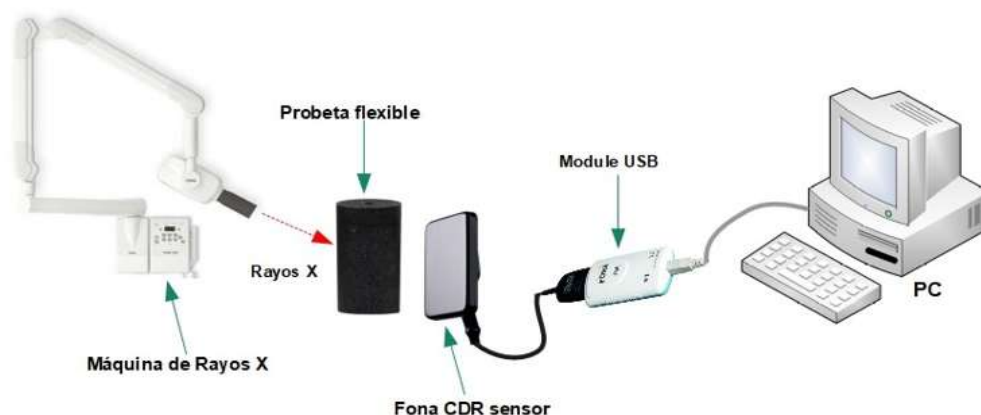 Probeta flexible
Module USB
Rayos X
PC
Máquina de Rayos X
Fona CDR sensor